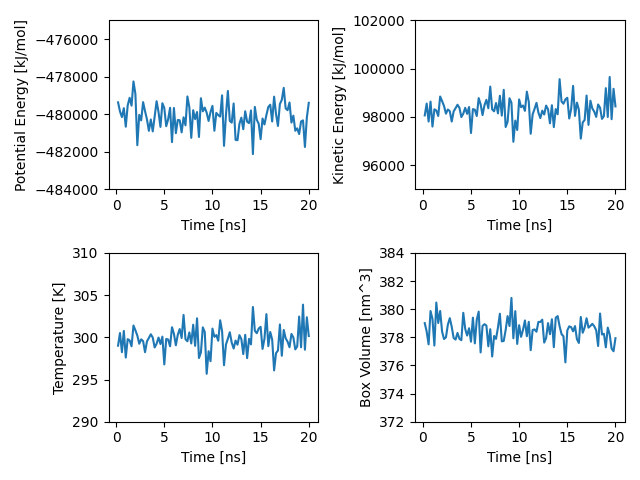 Potential Energy [kJ/mol]
−476000
−478000
−480000
−482000
−484000
0 5 10 15 20
Time [ns]
Kinetic Energy [kJ/mol]
102000
100000
98000
96000
0 5 10 15 20
Time [ns]
Temperature [K]
310
305
300
295
290
0 5 10 15 20
Time [ns]
Box Volume [nm^3]
384
382
380
378
376
374
372
0 5 10 15 20
Time [ns]